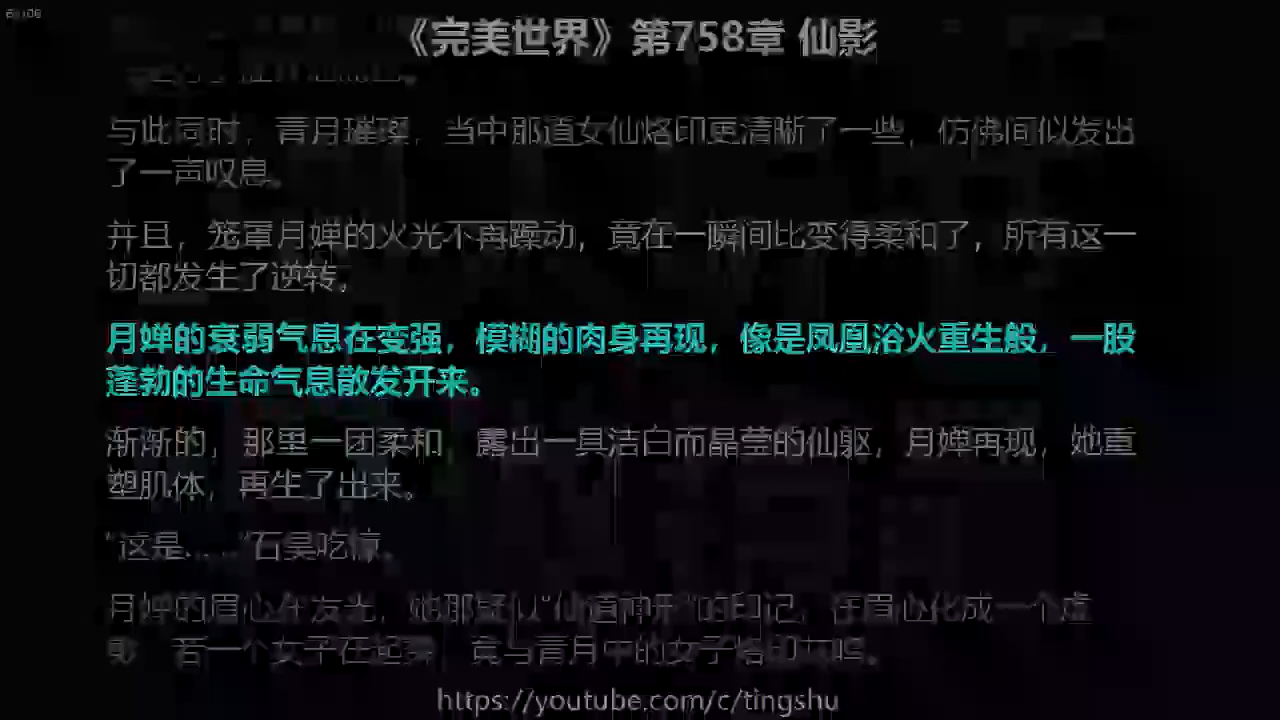 《完美世界》第758章 仙影
与此同时，青月璀璨，当中那道女仙烙印更清晰了一些，仿佛间似发出
了一声叹息。
并且，笼罩月婵的火光不再躁动，竟在一瞬间比变得柔和了，所有这一
切都发生了逆转。
月婵的衰弱气息在变强，模糊的肉身再现，像是凤凰浴火重生般，一股
蓬勃的生命气息散发开来。
渐渐的，那里一团柔和，露出一具洁白而晶莹的仙躯，月婵再现，她重
塑肌体，再生了出来。
“这是……”石昊吃惊。
月婵的眉心在发光，她那疑似“仙道神形”的印记，在眉心化成一个虚
影 若一个女子在起舞，竟与青月中的女子烙印共鸣。
https://youtube.com/c/tingshu